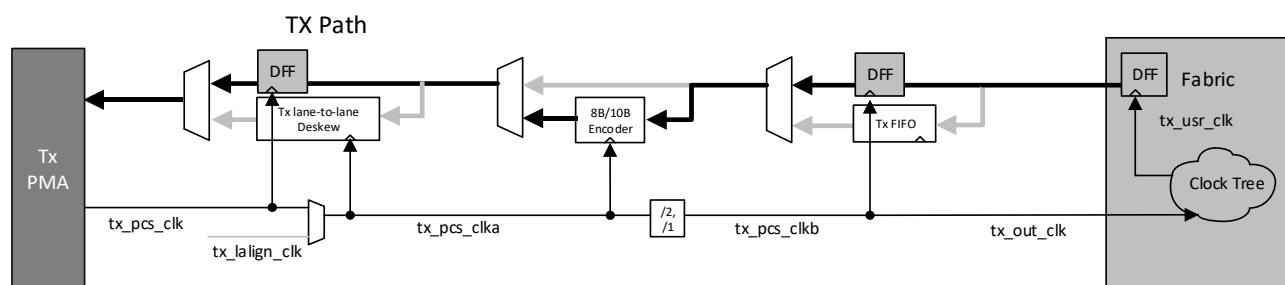 TX Path
DFF
DFF
DFF
Fabric
Tx lane-to-lane
Deskew
8B/10B
Encoder
Tx FIFO
tx_usr_clk
Tx
PMA
Clock Tree
/2,
/1
tx_pcs_clk
tx_pcs_clka
tx_pcs_clkb
tx_out_clk
tx_lalign_clk